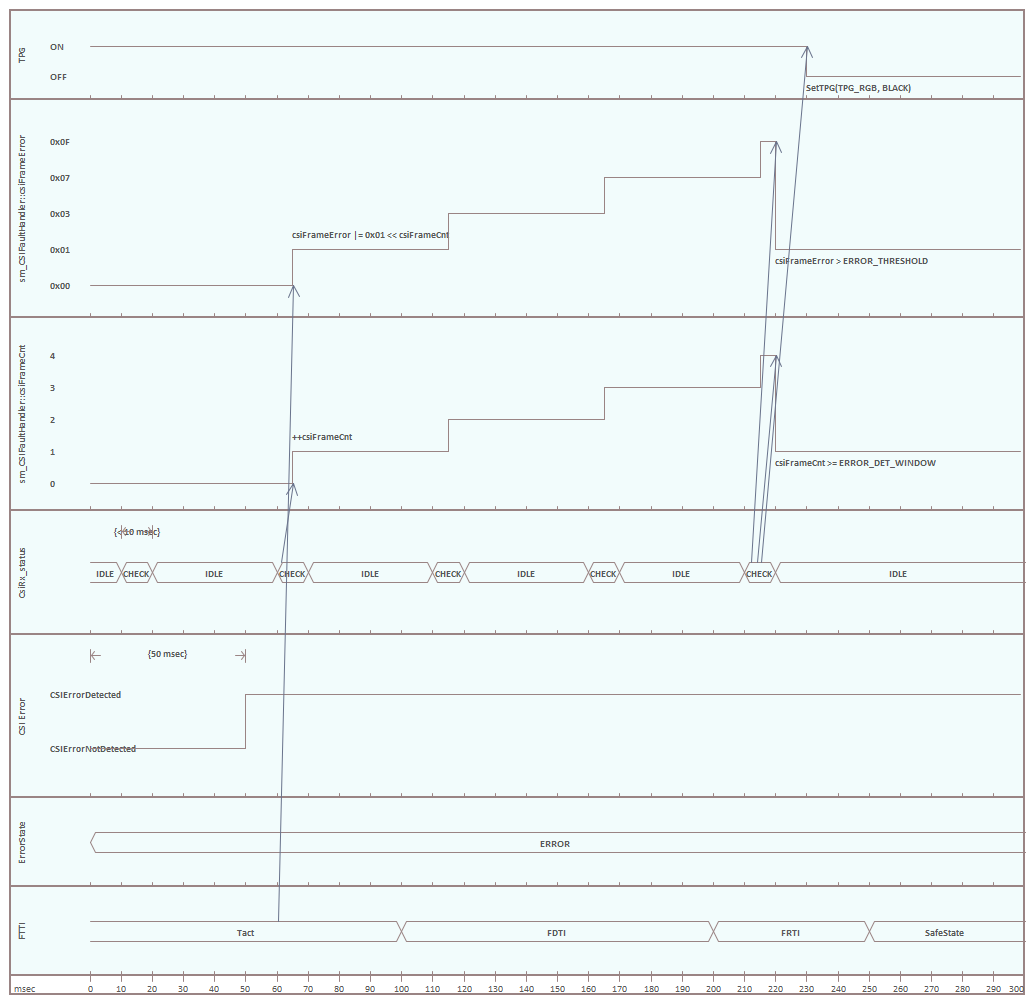 TPG
ON
OFF
SetTPG(TPG_RGB, BLACK)
sm_CSIFaultHandler::csiFrameError
0x0F
0x07
0x03
0x01
0x00
csiFrameError |= 0x01 << csiFrameCnt
csiFrameError > ERROR_THRESHOLD
sm_CSIFaultHandler::csiFrameCnt
4
3
2
1
0
++csiFrameCnt
csiFrameCnt >= ERROR_DET_WINDOW
CsiRx_status
{<10 msec}
IDLE CHECK IDLE CHECK IDLE CHECK IDLE CHECK IDLE CHECK IDLE
CSI Error
{50 msec}
CSIErrorDetected
CSIErrorNotDetected
ErrorState
ERROR
FTTI
Tact FDTI FRTI SafeState
msec 0 10 20 30 40 50 60 70 80 90 100 110 120 130 140 150 160 170 180 190 200 210 220 230 240 250 260 270 280 290 300